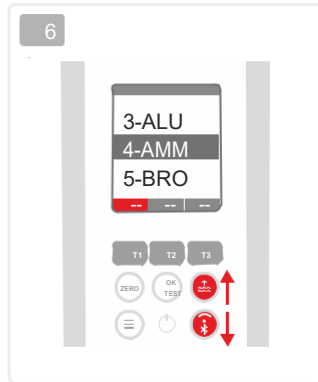 6
3-ALU
4-AMM
5-BRO
-- -- --
T1 T2 T3
ZERO OK TEST